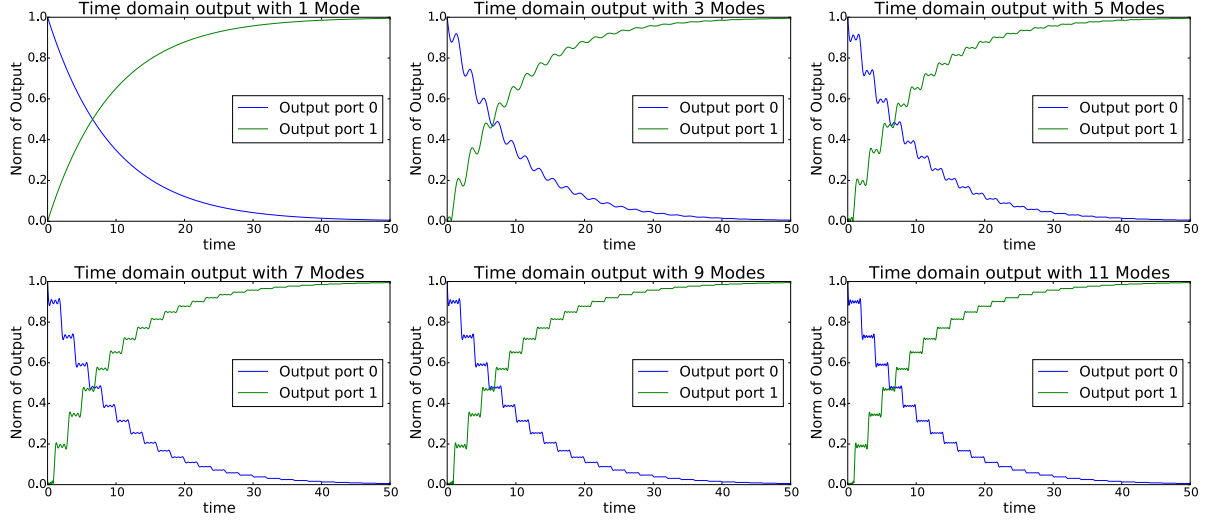 Time domain output with 1 Mode
Norm of Output
1.0
0.8
0.6
0.4
0.2
0.0
Output port 0
Output port 1
0 10 20 30 40 50
time
Time domain output with 3 Modes
Norm of Output
1.0
0.8
0.6
0.4
0.2
0.0
Output port 0
Output port 1
0 10 20 30 40 50
time
Time domain output with 5 Modes
Norm of Output
1.0
0.8
0.6
0.4
0.2
0.0
Output port 0
Output port 1
0 10 20 30 40 50
time
Time domain output with 7 Modes
Norm of Output
1.0
0.8
0.6
0.4
0.2
0.0
Output port 0
Output port 1
0 10 20 30 40 50
time
Time domain output with 9 Modes
Norm of Output
1.0
0.8
0.6
0.4
0.2
0.0
Output port 0
Output port 1
0 10 20 30 40 50
time
Time domain output with 11 Modes
Norm of Output
1.0
0.8
0.6
0.4
0.2
0.0
Output port 0
Output port 1
0 10 20 30 40 50
time